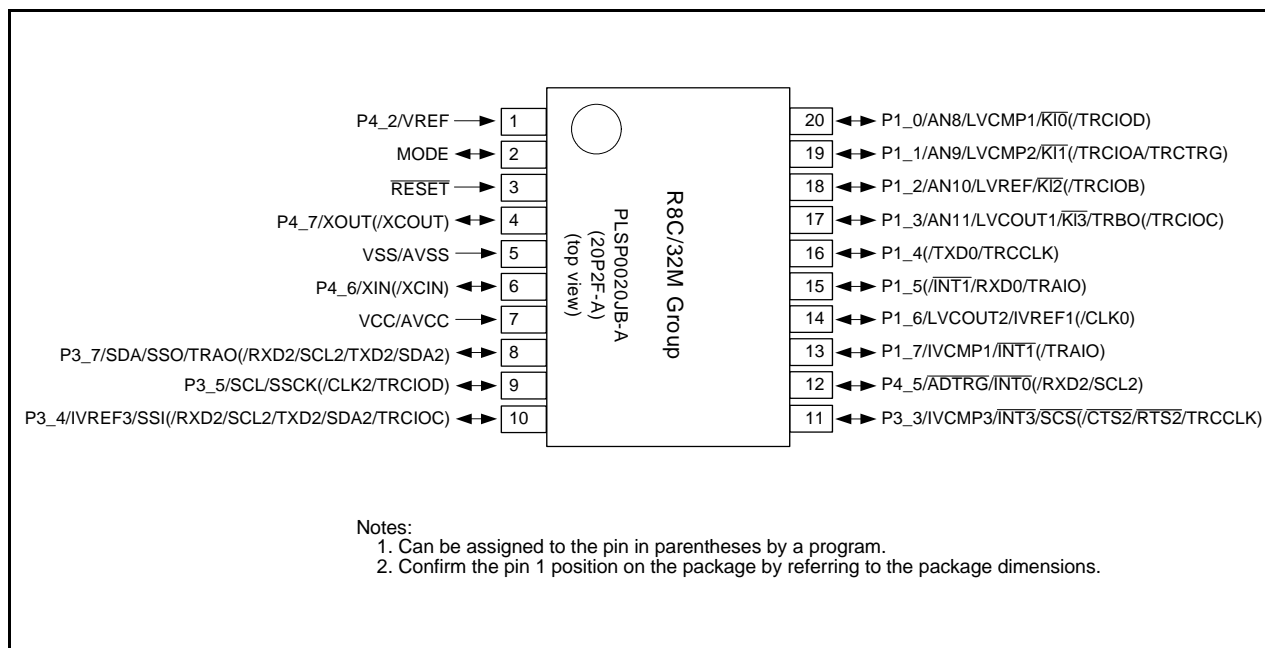 P4_2/VREF 1
MODE 2
RESET 3
P4_7/XOUT(/XCOUT) 4
VSS/AVSS 5
P4_6/XIN(/XCIN) 6
VCC/AVCC 7
P3_7/SDA/SSO/TRAO(/RXD2/SCL2/TXD2/SDA2) 8
P3_5/SCL/SSCK(/CLK2/TRCIOD) 9
P3_4/IVREF3/SSI(/RXD2/SCL2/TXD2/SDA2/TRCIOC) 10
R8C/32M Group
PLSP0020JB-A
(20P2F-A)
(top view)
20 P1_0/AN8/LVCMP1/KI0(/TRCIOD)
19 P1_1/AN9/LVCMP2/KI1(/TRCIOA/TRCTRG)
18 P1_2/AN10/LVREF/KI2(/TRCIOB)
17 P1_3/AN11/LVCOUT1/KI3/TRBO(/TRCIOC)
16 P1_4(/TXD0/TRCCLK)
15 P1_5(/INT1/RXD0/TRAIO)
14 P1_6/LVCOUT2/IVREF1(/CLK0)
13 P1_7/IVCMP1/INT1(/TRAIO)
12 P4_5/ADTRG/INT0(/RXD2/SCL2)
11 P3_3/IVCMP3/INT3/SCS(/CTS2/RTS2/TRCCLK)
Notes:
1. Can be assigned to the pin in parentheses by a program.
2. Confirm the pin 1 position on the package by referring to the package dimensions.